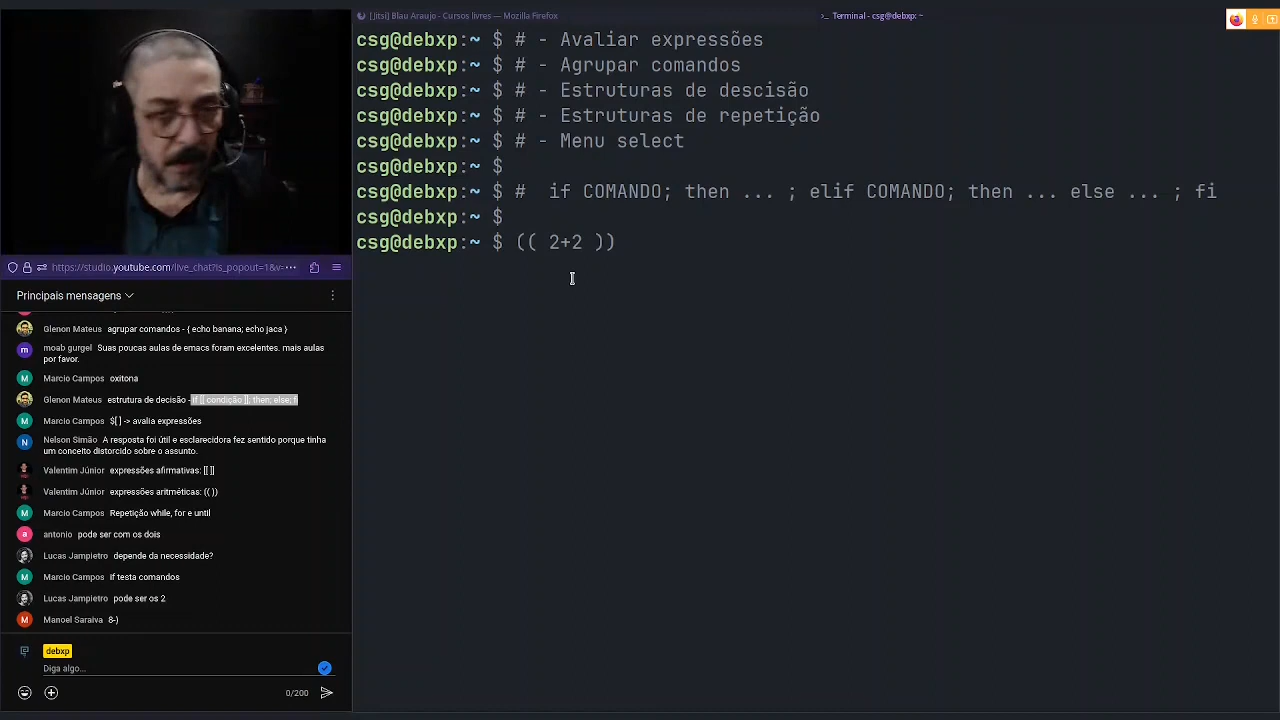 [Jitsi] Blau Araujo - Cursos livres — Mozilla Firefox
Terminal - csg@debxp: ~
csg@debxp:~ $ # - Avaliar expressões
csg@debxp:~ $ # - Agrupar comandos
csg@debxp:~ $ # - Estruturas de descisão
csg@debxp:~ $ # - Estruturas de repetição
csg@debxp:~ $ # - Menu select
csg@debxp:~ $
csg@debxp:~ $ #  if COMANDO; then ... ; elif COMANDO; then ... else ... ; fi
csg@debxp:~ $
csg@debxp:~ $ (( 2+2 ))
https://studio.youtube.com/live_chat?is_popout=1&v=...
Principais mensagens
Glenon Mateus agrupar comandos - { echo banana; echo jaca }
moab gurgel Suas poucas aulas de emacs foram excelentes. mais aulas
por favor.
Marcio Campos oxitona
Glenon Mateus estrutura de decisão - if [[ condição ]]; then; else; fi
Marcio Campos $[ ] -> avalia expressões
Nelson Simão A resposta foi útil e esclarecidora fez sentido porque tinha
um conceito distorcido sobre o assunto.
Valentim Júnior expressões afirmativas: [[ ]]
Valentim Júnior expressões aritméticas: (( ))
Marcio Campos Repetição while, for e until
antonio pode ser com os dois
Lucas Jampietro depende da necessidade?
Marcio Campos if testa comandos
Lucas Jampietro pode ser os 2
Manoel Saraiva 8-)
debxp
Diga algo...
0/200